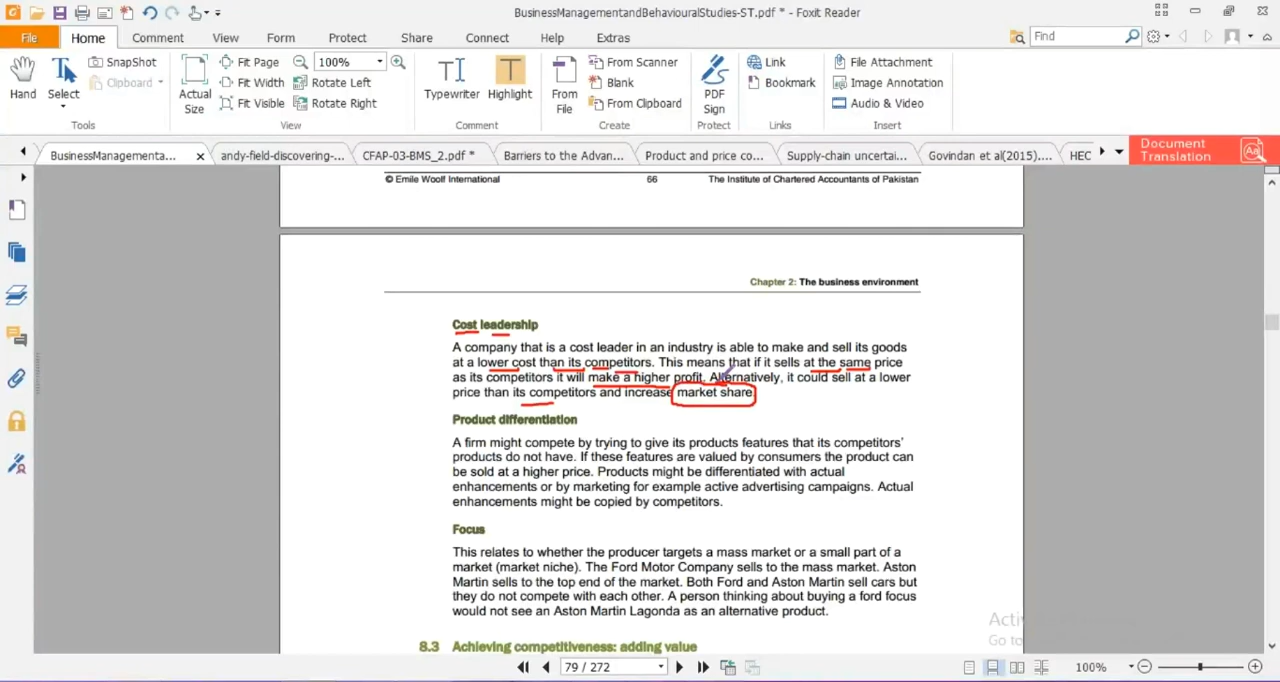 BusinessManagementandBehaviouralStudies-ST.pdf * - Foxit Reader
File Home Comment View Form Protect Share Connect Help Extras Find
SnapShot Fit Page 100% From Scanner Link File Attachment
Clipboard Fit Width Rotate Left Blank Bookmark Image Annotation
Hand Select Actual Size Fit Visible Rotate Right Typewriter Highlight From File From Clipboard PDF Sign Audio & Video
Tools View Comment Create Protect Links Insert
BusinessManagementa... andy-field-discovering-... CFAP-03-BMS_2.pdf * Barriers to the Advan... Product and price co... Supply-chain uncertai... Govindan et al(2015).... HEC Document Translation
© Emile Woolf International 66 The Institute of Chartered Accountants of Pakistan
Chapter 2: The business environment
Cost leadership
A company that is a cost leader in an industry is able to make and sell its goods
at a lower cost than its competitors. This means that if it sells at the same price
as its competitors it will make a higher profit. Alternatively, it could sell at a lower
price than its competitors and increase market share
Product differentiation
A firm might compete by trying to give its products features that its competitors'
products do not have. If these features are valued by consumers the product can
be sold at a higher price. Products might be differentiated with actual
enhancements or by marketing for example active advertising campaigns. Actual
enhancements might be copied by competitors.
Focus
This relates to whether the producer targets a mass market or a small part of a
market (market niche). The Ford Motor Company sells to the mass market. Aston
Martin sells to the top end of the market. Both Ford and Aston Martin sell cars but
they do not compete with each other. A person thinking about buying a ford focus
would not see an Aston Martin Lagonda as an alternative product.
Go to
8.3 Achieving competitiveness: adding value
79 / 272 100%